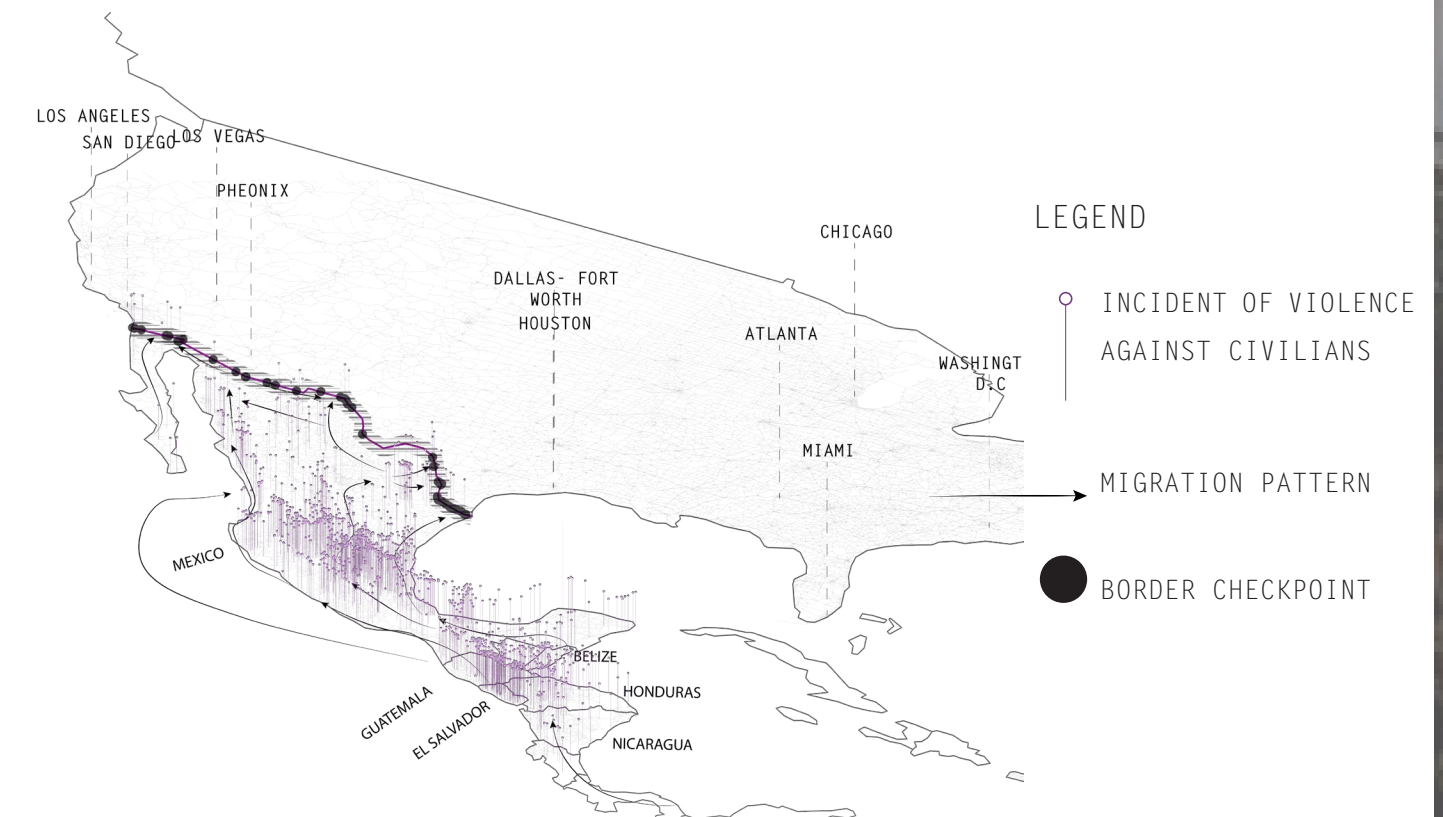 LOS ANGELES
SAN DIEGO
LOS VEGAS
PHEONIX
CHICAGO
DALLAS- FORT
WORTH
HOUSTON
ATLANTA
WASHINGT
D.C
MIAMI
MEXICO
BELIZE
GUATEMALA
HONDURAS
EL SALVADOR
NICARAGUA
LEGEND
INCIDENT OF VIOLENCE
AGAINST CIVILIANS
MIGRATION PATTERN
BORDER CHECKPOINT